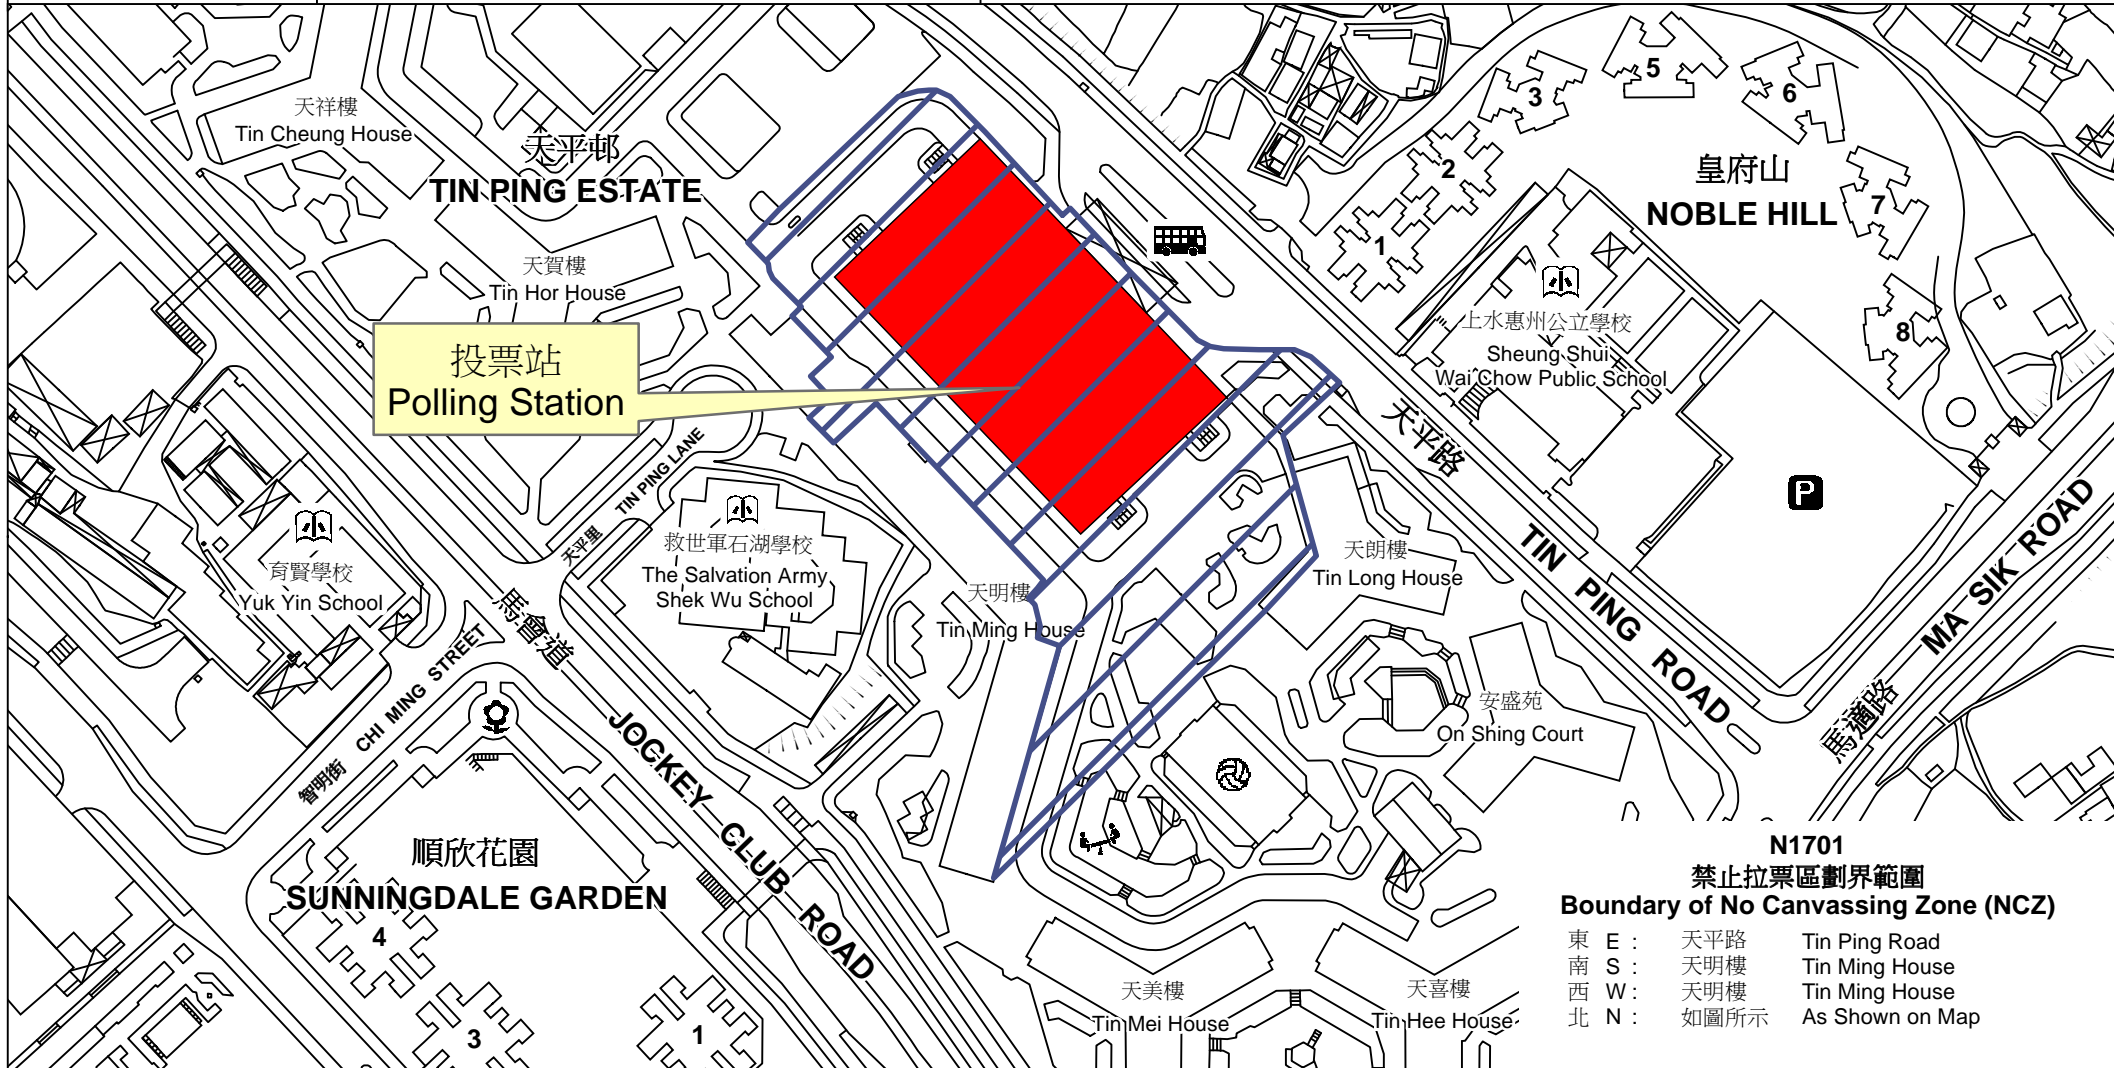 天祥樓
Tin Cheung House
天平邨
TIN PING ESTATE
天賀樓
Tin Hor House
投票站
Polling Station
3
5
6
2
1
7
8
皇府山
NOBLE HILL
小
上水惠州公立學校
Sheung Shui
Wai Chow Public School
天平路
TIN PING ROAD
P
MA SIK ROAD
馬適路
天平里 TIN PING LANE
小
救世軍石湖學校
The Salvation Army
Shek Wu School
小
育賢學校
Yuk Yin School
智明街 CHI MING STREET
馬會道
JOCKEY CLUB ROAD
天明樓
Tin Ming House
天朗樓
Tin Long House
安盛苑
On Shing Court
順欣花園
SUNNINGDALE GARDEN
4
3
1
天美樓
Tin Mei House
天喜樓
Tin Hee House
N1701
禁止拉票區劃界範圍
Boundary of No Canvassing Zone (NCZ)
東 E : 天平路 Tin Ping Road
南 S : 天明樓 Tin Ming House
西 W : 天明樓 Tin Ming House
北 N : 如圖所示 As Shown on Map